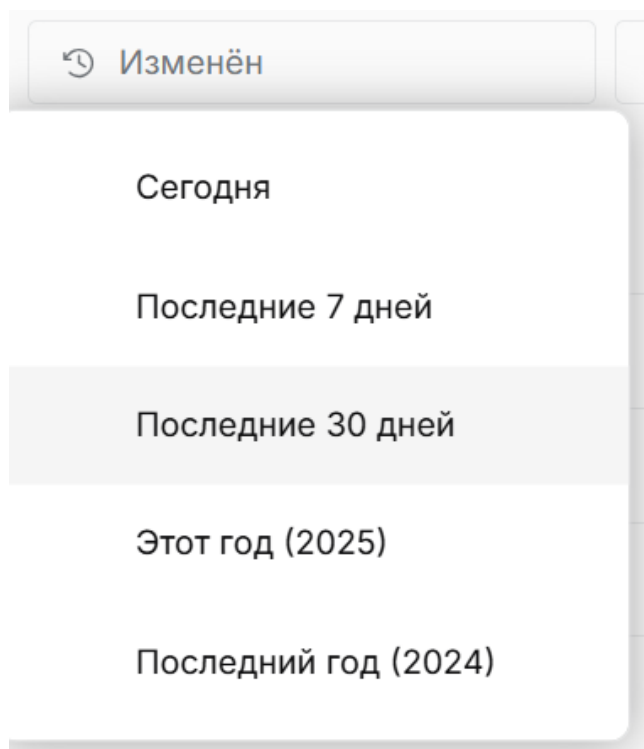 Изменён
Сегодня
Последние 7 дней
Последние 30 дней
Этот год (2025)
Последний год (2024)